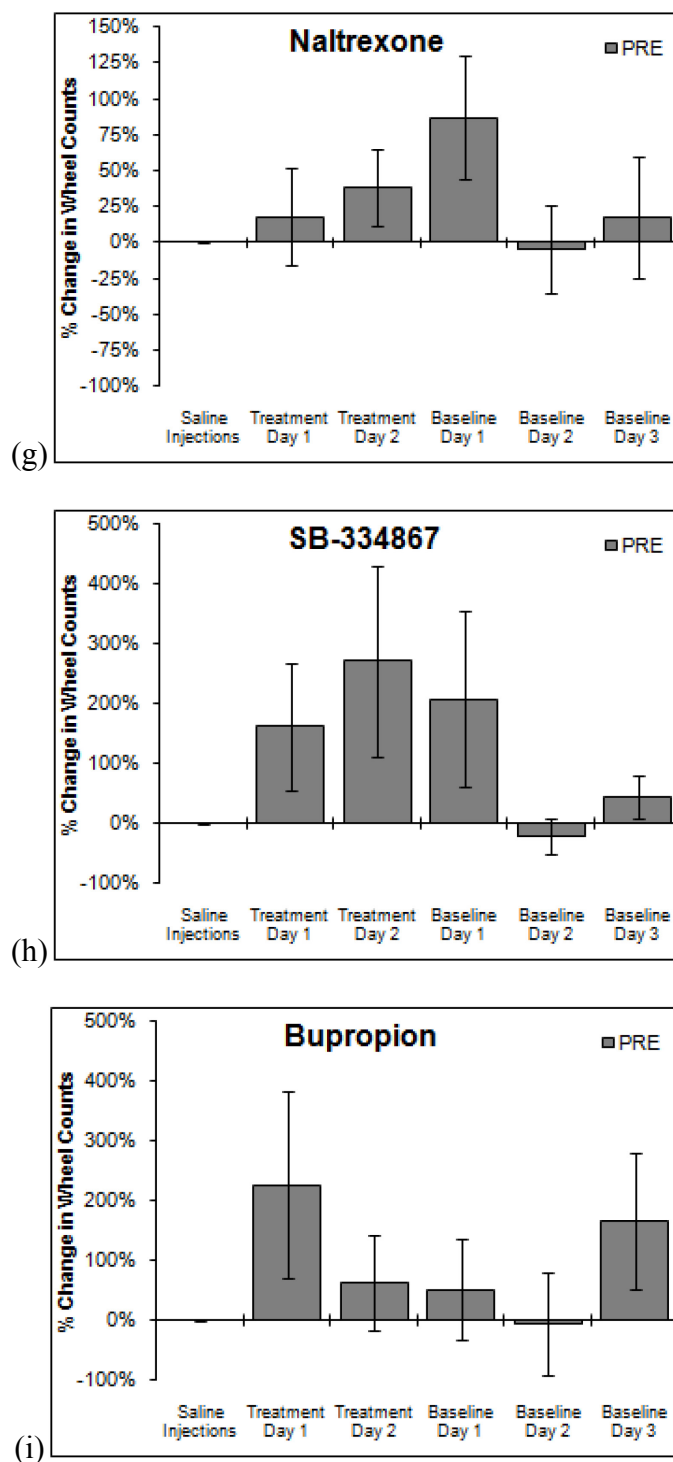 Naltrexone
PRE
% Change in Wheel Counts
150%
125%
100%
75%
50%
25%
0%
-25%
-50%
-75%
-100%
Saline Treatment Treatment Baseline Baseline Baseline
Injections Day 1 Day 2 Day 1 Day 2 Day 3
(g)
SB-334867
PRE
% Change in Wheel Counts
500%
400%
300%
200%
100%
0%
-100%
Saline Treatment Treatment Baseline Baseline Baseline
Injections Day 1 Day 2 Day 1 Day 2 Day 3
(h)
Bupropion
PRE
% Change in Wheel Counts
500%
400%
300%
200%
100%
0%
-100%
Saline Treatment Treatment Baseline Baseline Baseline
Injections Day 1 Day 2 Day 1 Day 2 Day 3
(i)